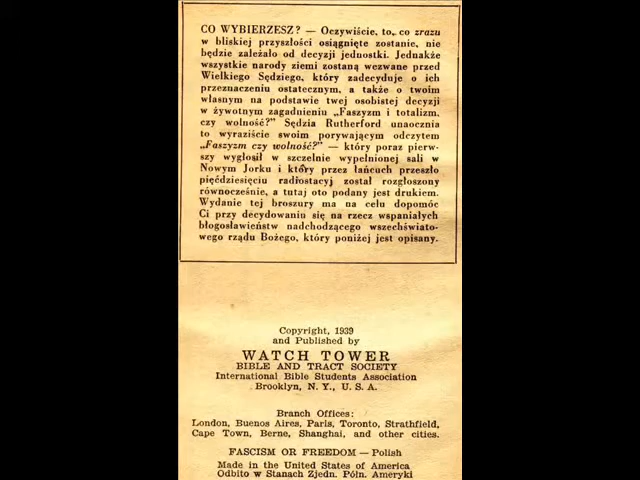 CO WYBIERZESZ? — Oczywiście, to, co zrazu
w bliskiej przyszłości osiągnięte zostanie, nie
będzie zależało od decyzji jednostki. Jednakże
wszystkie narody ziemi zostaną wezwane przed
Wielkiego Sędziego, który zadecyduje o ich
przeznaczeniu ostatecznym, a także o twoim
własnym na podstawie twej osobistej decyzji
w żywotnym zagadnieniu „Faszyzm i totalizm,
czy wolność?" Sędzia Rutherford unaocznia
to wyraziście swoim porywającym odczytem
„Faszyzm czy wolność?" — który poraz pierw-
szy wygłosił w szczelnie wypełnionej sali w
Nowym Jorku i który przez łańcuch przeszło
pięćdziesięciu radiostacyj został rozgłoszony
równocześnie, a tutaj oto podany jest drukiem.
Wydanie tej broszury ma na celu dopomóc
Ci przy decydowaniu się na rzecz wspaniałych
błogosławieństw nadchodzącego wszechświato-
wego rządu Bożego, który poniżej jest opisany.
Copyright, 1939
and Published by
WATCH TOWER
BIBLE AND TRACT SOCIETY
International Bible Students Association
Brooklyn, N. Y., U. S. A.
Branch Offices:
London, Buenos Aires, Paris, Toronto, Strathfield,
Cape Town, Berne, Shanghai, and other cities.
FASCISM OR FREEDOM — Polish
Made in the United States of America
Odbito w Stanach Zjedn. Półn. Ameryki